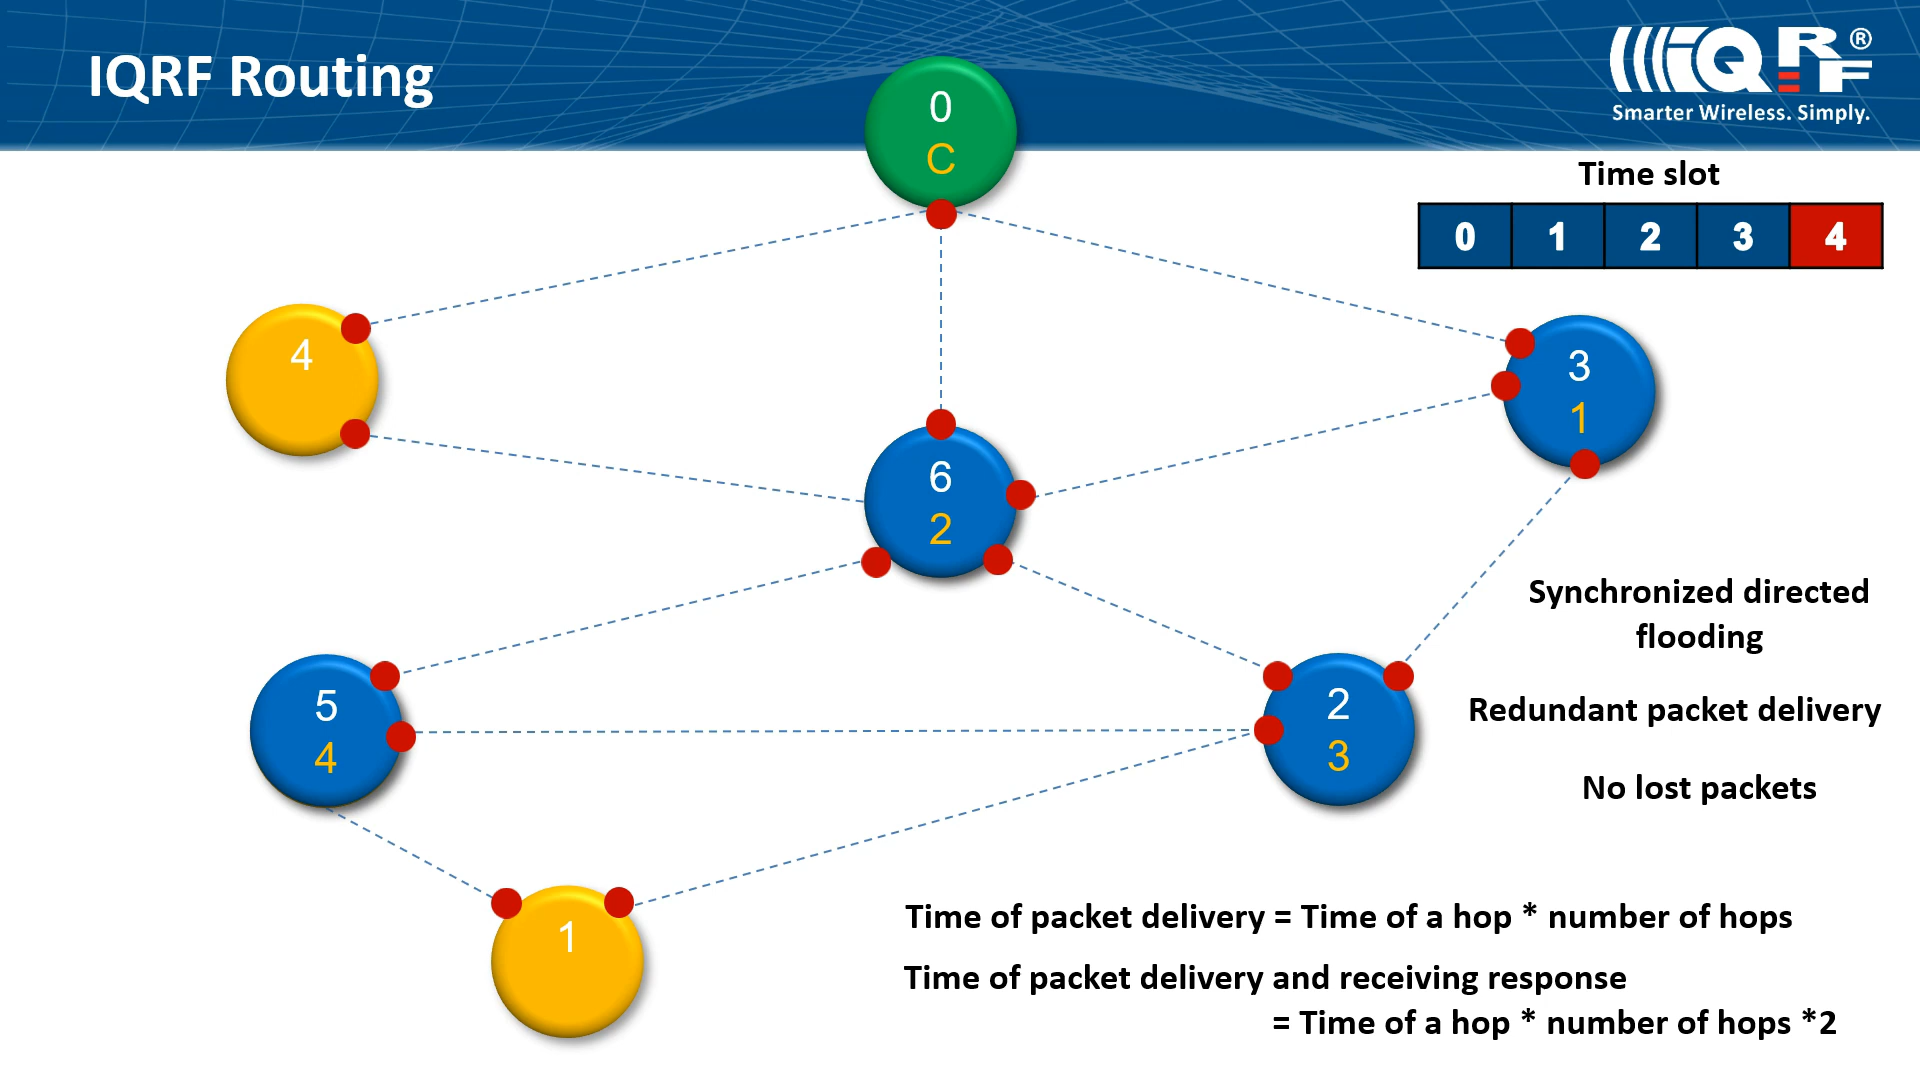 IQRF Routing
IQRF®
Smarter Wireless. Simply.
0
C
Time slot
0 1 2 3 4
4
3
1
6
2
Synchronized directed
flooding
5
4
2
3
Redundant packet delivery
No lost packets
1
Time of packet delivery = Time of a hop * number of hops
Time of packet delivery and receiving response
= Time of a hop * number of hops *2